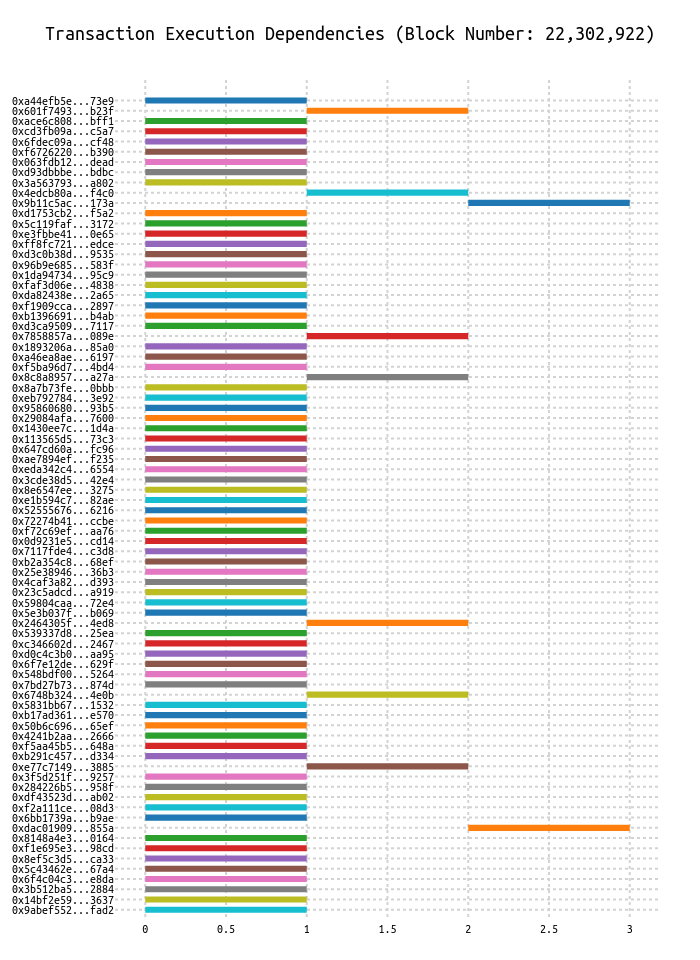 Transaction Execution Dependencies (Block Number: 22,302,922)
0xa44efb5e...73e9
0x601f7493...b23f
0xace6c808...bff1
0xcd3fb09a...c5a7
0x6fdec09a...cf48
0xf6726220...b390
0x063fdb12...dead
0xd93dbbbe...bdbc
0x3a563793...a802
0x4edcb80a...f4c0
0x9b11c5ac...173a
0xd1753cb2...f5a2
0x5c119faf...3172
0xe3fbbe41...0e65
0xff8fc721...edce
0xd3c0b38d...9535
0x96b9e685...583f
0x1da94734...95c9
0xfaf3d06e...4838
0xda82438e...2a65
0xf1909cca...2897
0xb1396691...b4ab
0xd3ca9509...7117
0x7858857a...089e
0x1893206a...85a0
0xa46ea8ae...6197
0xf5ba96d7...4bd4
0x8c8a8957...a27a
0x8a7b73fe...0bbb
0xeb792784...3e92
0x95860680...93b5
0x29084afa...7600
0x1430ee7c...1d4a
0x113565d5...73c3
0x647cd60a...fc96
0xae7894ef...f235
0xeda342c4...6554
0x3cde38d5...42e4
0x8e6547ee...3275
0xe1b594c7...82ae
0x52555676...6216
0x72274b41...ccbe
0xf72c69ef...aa76
0x0d9231e5...cd14
0x7117fde4...c3d8
0xb2a354c8...68ef
0x25e38946...36b3
0x4caf3a82...d393
0x23c5adcd...a919
0x59804caa...72e4
0x5e3b037f...b069
0x2464305f...4ed8
0x539337d8...25ea
0xc346602d...2467
0xd0c4c3b0...aa95
0x6f7e12de...629f
0x548bdf00...5264
0x7bd27b73...874d
0x6748b324...4e0b
0x5831bb67...1532
0xb17ad361...e570
0x50b6c696...65ef
0x4241b2aa...2666
0xf5aa45b5...648a
0xb291c457...d334
0xe77c7149...3885
0x3f5d251f...9257
0x284226b5...958f
0xdf43523d...ab02
0xf2a111ce...08d3
0x6bb1739a...b9ae
0xdac01909...855a
0x8148a4e3...0164
0xf1e695e3...98cd
0x8ef5c3d5...ca33
0x5c43462e...67a4
0x6f4c04c3...e8da
0x3b512ba5...2884
0x14bf2e59...3637
0x9abef552...fad2
0 0.5 1 1.5 2 2.5 3